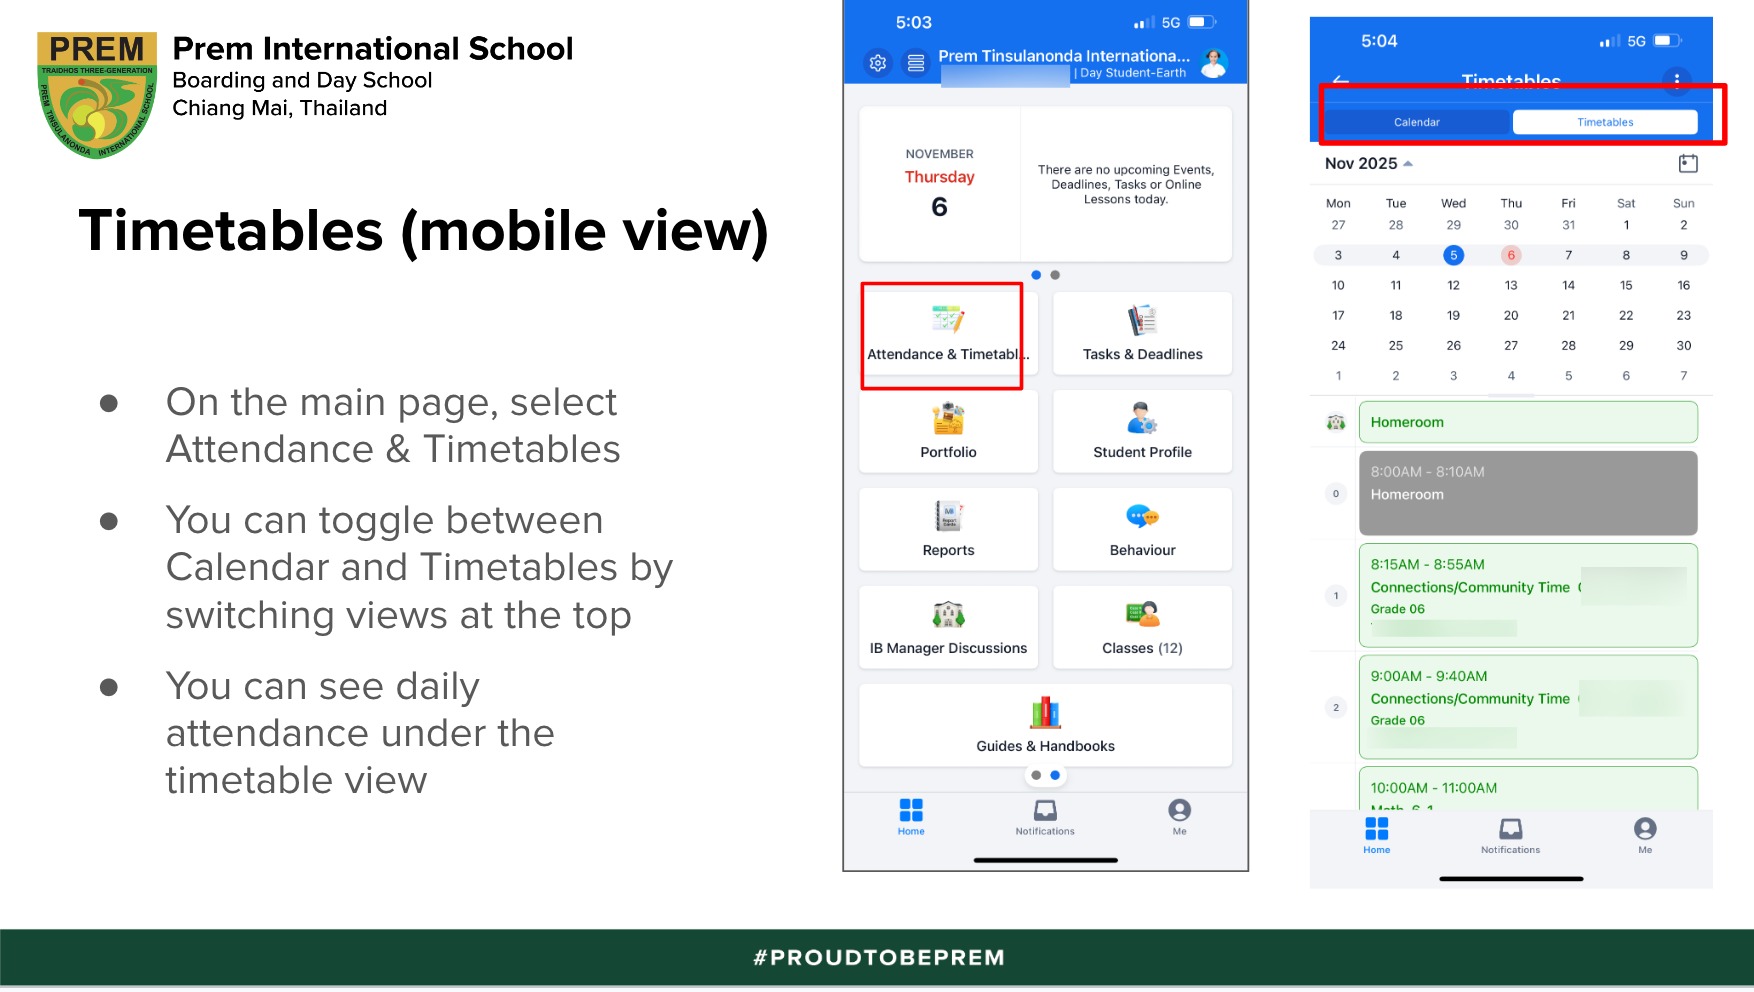 PREM
TRAIDHOS THREE-GENERATION
PREM TINSULANONDA INTERNATIONAL SCHOOL
Prem International School
Boarding and Day School
Chiang Mai, Thailand
Timetables (mobile view)
● On the main page, select
Attendance & Timetables
● You can toggle between
Calendar and Timetables by
switching views at the top
● You can see daily
attendance under the
timetable view
5:03
5G
Prem Tinsulanonda Internationa...
| Day Student-Earth
NOVEMBER
Thursday
6
There are no upcoming Events,
Deadlines, Tasks or Online
Lessons today.
Attendance & Timetabl...
Tasks & Deadlines
Portfolio
Student Profile
Reports
Behaviour
IB Manager Discussions
Classes (12)
Guides & Handbooks
Home
Notifications
Me
5:04
5G
Timetables
Calendar
Timetables
Nov 2025
Mon Tue Wed Thu Fri Sat Sun
27 28 29 30 31 1 2
3 4 5 6 7 8 9
10 11 12 13 14 15 16
17 18 19 20 21 22 23
24 25 26 27 28 29 30
1 2 3 4 5 6 7
Homeroom
0
8:00AM - 8:10AM
Homeroom
1
8:15AM - 8:55AM
Connections/Community Time
Grade 06
2
9:00AM - 9:40AM
Connections/Community Time
Grade 06
10:00AM - 11:00AM
Math 6.1
Home
Notifications
Me
#PROUDTOBEPREM